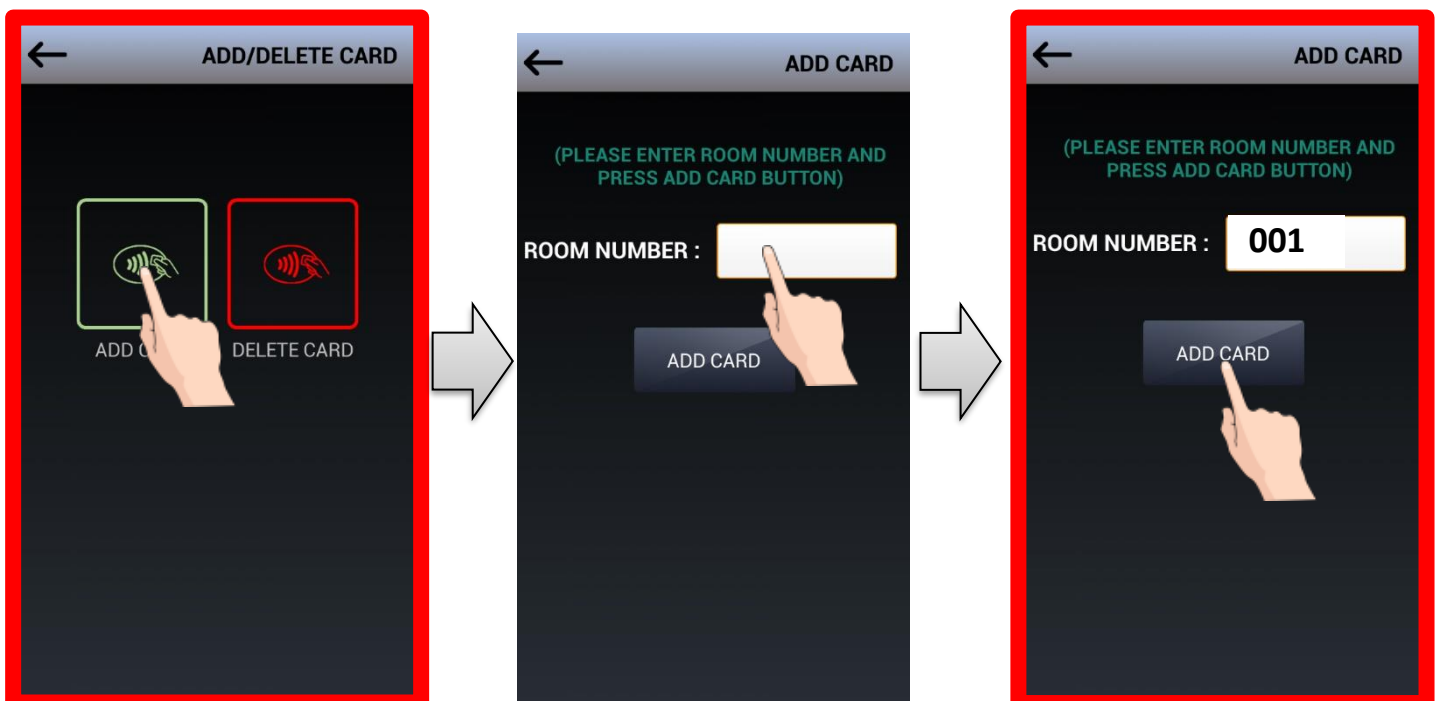 ADD/DELETE CARD
ADD
DELETE CARD
ADD CARD
(PLEASE ENTER ROOM NUMBER AND
PRESS ADD CARD BUTTON)
ROOM NUMBER :
ADD CARD
ADD CARD
(PLEASE ENTER ROOM NUMBER AND
PRESS ADD CARD BUTTON)
ROOM NUMBER : 001
ADD CARD